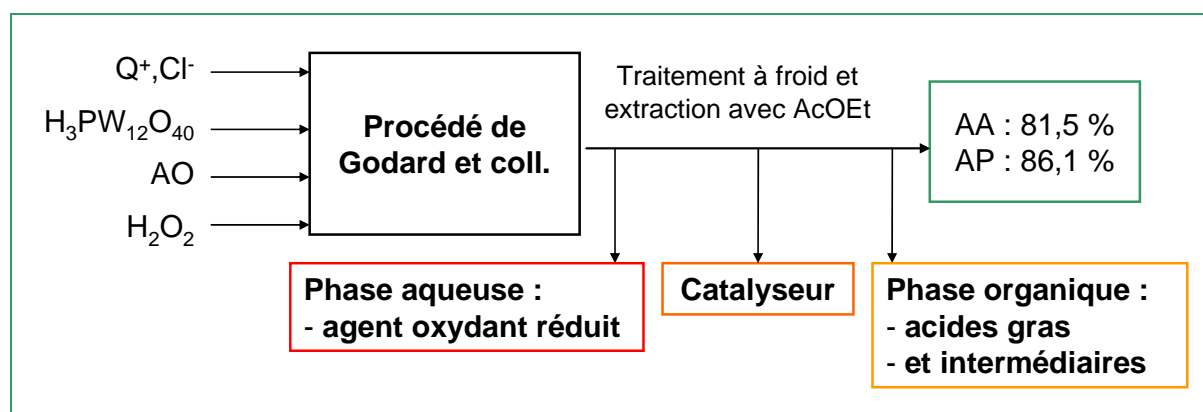 Q⁺,Cl⁻
H₃PW₁₂O₄₀
AO
H₂O₂
Procédé de
Godard et coll.
Traitement à froid et
extraction avec AcOEt
AA : 81,5 %
AP : 86,1 %
Phase aqueuse :
- agent oxydant réduit
Catalyseur
Phase organique :
- acides gras
- et intermédiaires